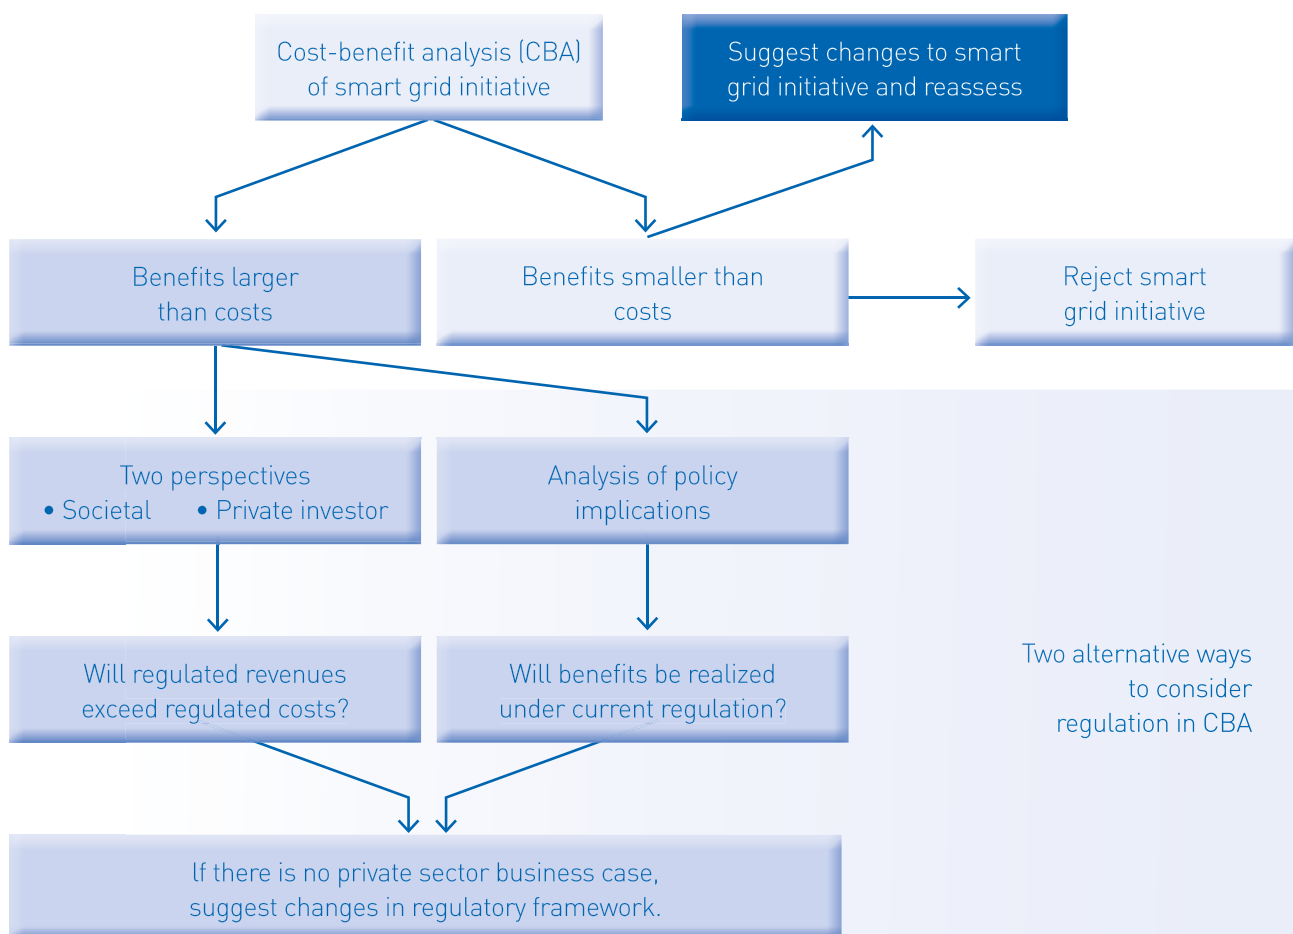 Cost-benefit analysis (CBA)
of smart grid initiative
Suggest changes to smart
grid initiative and reassess
Benefits larger
than costs
Benefits smaller than
costs
Reject smart
grid initiative
Two perspectives
• Societal • Private investor
Analysis of policy
implications
Will regulated revenues
exceed regulated costs?
Will benefits be realized
under current regulation?
Two alternative ways
to consider
regulation in CBA
If there is no private sector business case,
suggest changes in regulatory framework.